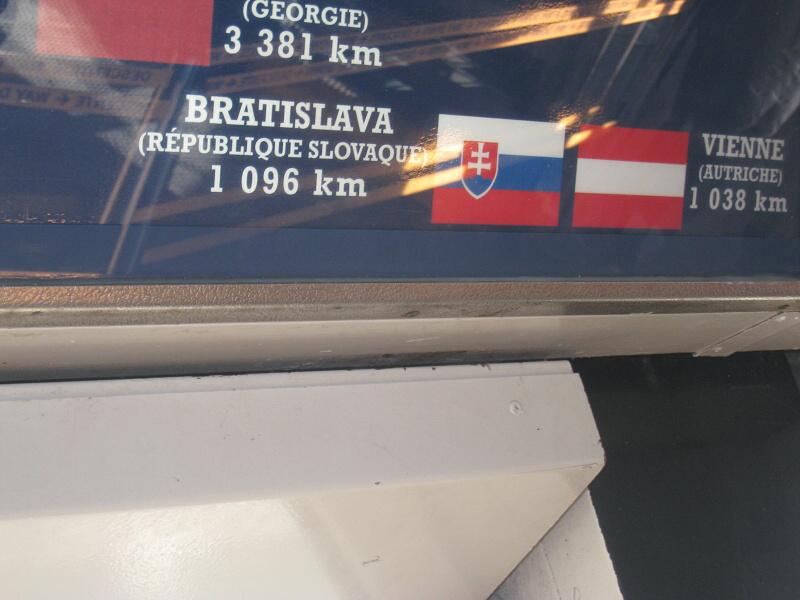 (GEORGIE)
3 381 km
BRATISLAVA
(RÉPUBLIQUE SLOVAQUE)
1 096 km
VIENNE
(AUTRICHE)
1 038 km